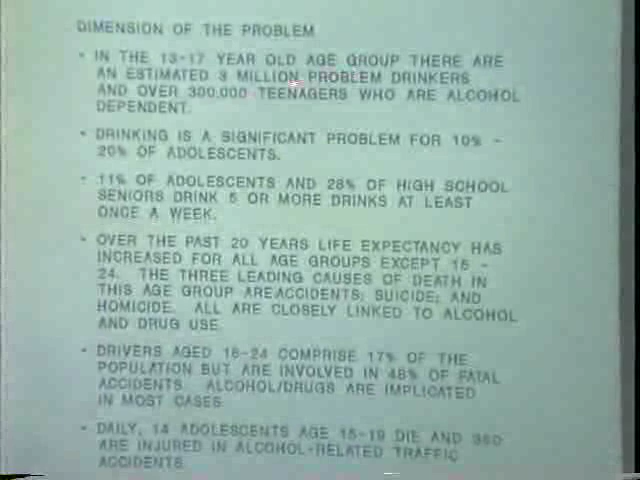 DIMENSION OF THE PROBLEM
• IN THE 13-17 YEAR OLD AGE GROUP THERE ARE
AN ESTIMATED 3 MILLION PROBLEM DRINKERS
AND OVER 300,000 TEENAGERS WHO ARE ALCOHOL
DEPENDENT.
• DRINKING IS A SIGNIFICANT PROBLEM FOR 10% -
20% OF ADOLESCENTS.
• 11% OF ADOLESCENTS AND 28% OF HIGH SCHOOL
SENIORS DRINK 5 OR MORE DRINKS AT LEAST
ONCE A WEEK.
• OVER THE PAST 20 YEARS LIFE EXPECTANCY HAS
INCREASED FOR ALL AGE GROUPS EXCEPT 15 -
24. THE THREE LEADING CAUSES OF DEATH IN
THIS AGE GROUP AREACCIDENTS; SUICIDE; AND
HOMICIDE. ALL ARE CLOSELY LINKED TO ALCOHOL
AND DRUG USE.
• DRIVERS AGED 16-24 COMPRISE 17% OF THE
POPULATION BUT ARE INVOLVED IN 48% OF FATAL
ACCIDENTS. ALCOHOL/DRUGS ARE IMPLICATED
IN MOST CASES.
• DAILY, 14 ADOLESCENTS AGE 15-19 DIE AND 360
ARE INJURED IN ALCOHOL-RELATED TRAFFIC
ACCIDENTS.